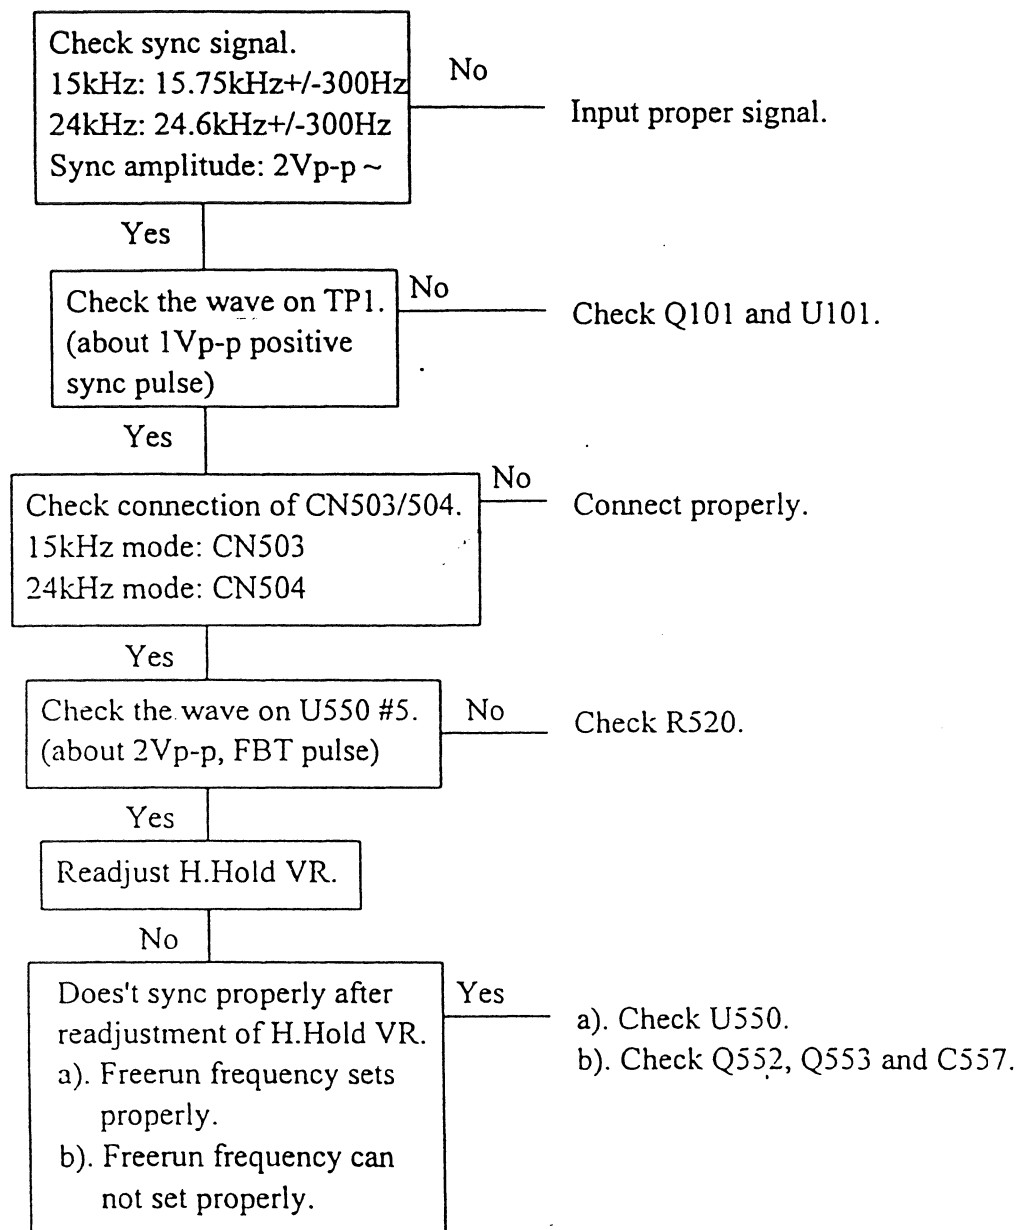 Check sync signal.
15kHz: 15.75kHz+/-300Hz
24kHz: 24.6kHz+/-300Hz
Sync amplitude: 2Vp-p ~
No
Input proper signal.
Yes
Check the wave on TP1.
(about 1Vp-p positive
sync pulse)
No
Check Q101 and U101.
Yes
Check connection of CN503/504.
15kHz mode: CN503
24kHz mode: CN504
No
Connect properly.
Yes
Check the wave on U550 #5.
(about 2Vp-p, FBT pulse)
No
Check R520.
Yes
Readjust H.Hold VR.
No
Does't sync properly after
readjustment of H.Hold VR.
a). Freerun frequency sets
properly.
b). Freerun frequency can
not set properly.
Yes
a). Check U550.
b). Check Q552, Q553 and C557.